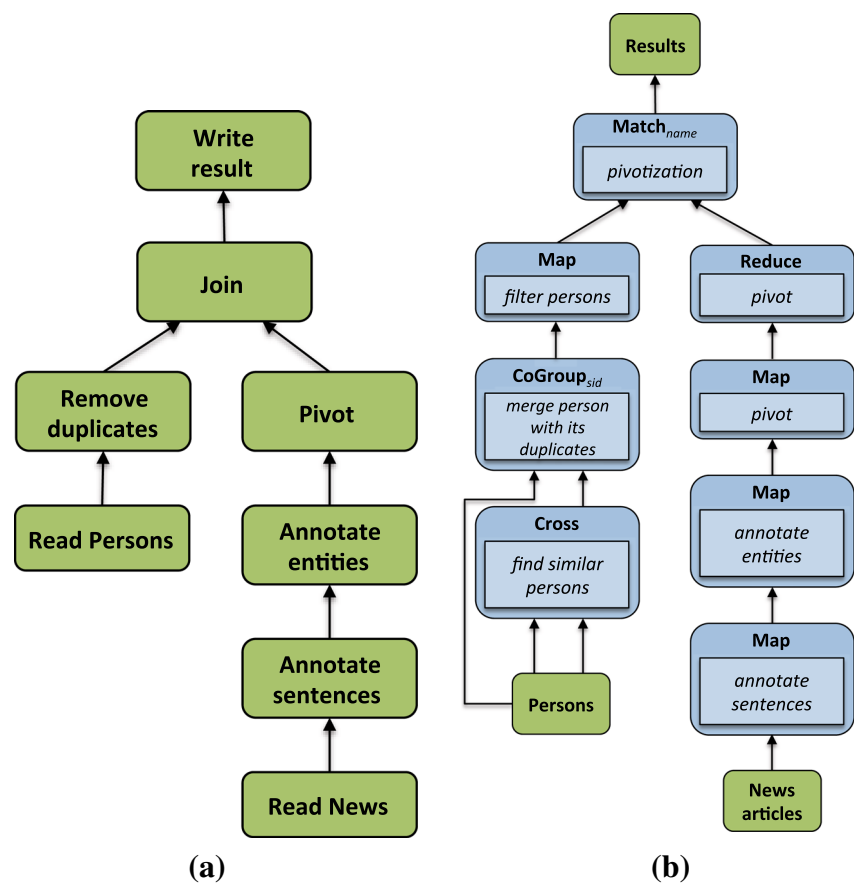 Write
result
Join
Remove
duplicates
Pivot
Read Persons
Annotate
entities
Annotate
sentences
Read News
(a)
Results
Match name
pivotization
Map
filter persons
Reduce
pivot
CoGroup sid
merge person
with its
duplicates
Map
pivot
Cross
find similar
persons
Map
annotate
entities
Persons
Map
annotate
sentences
News
articles
(b)